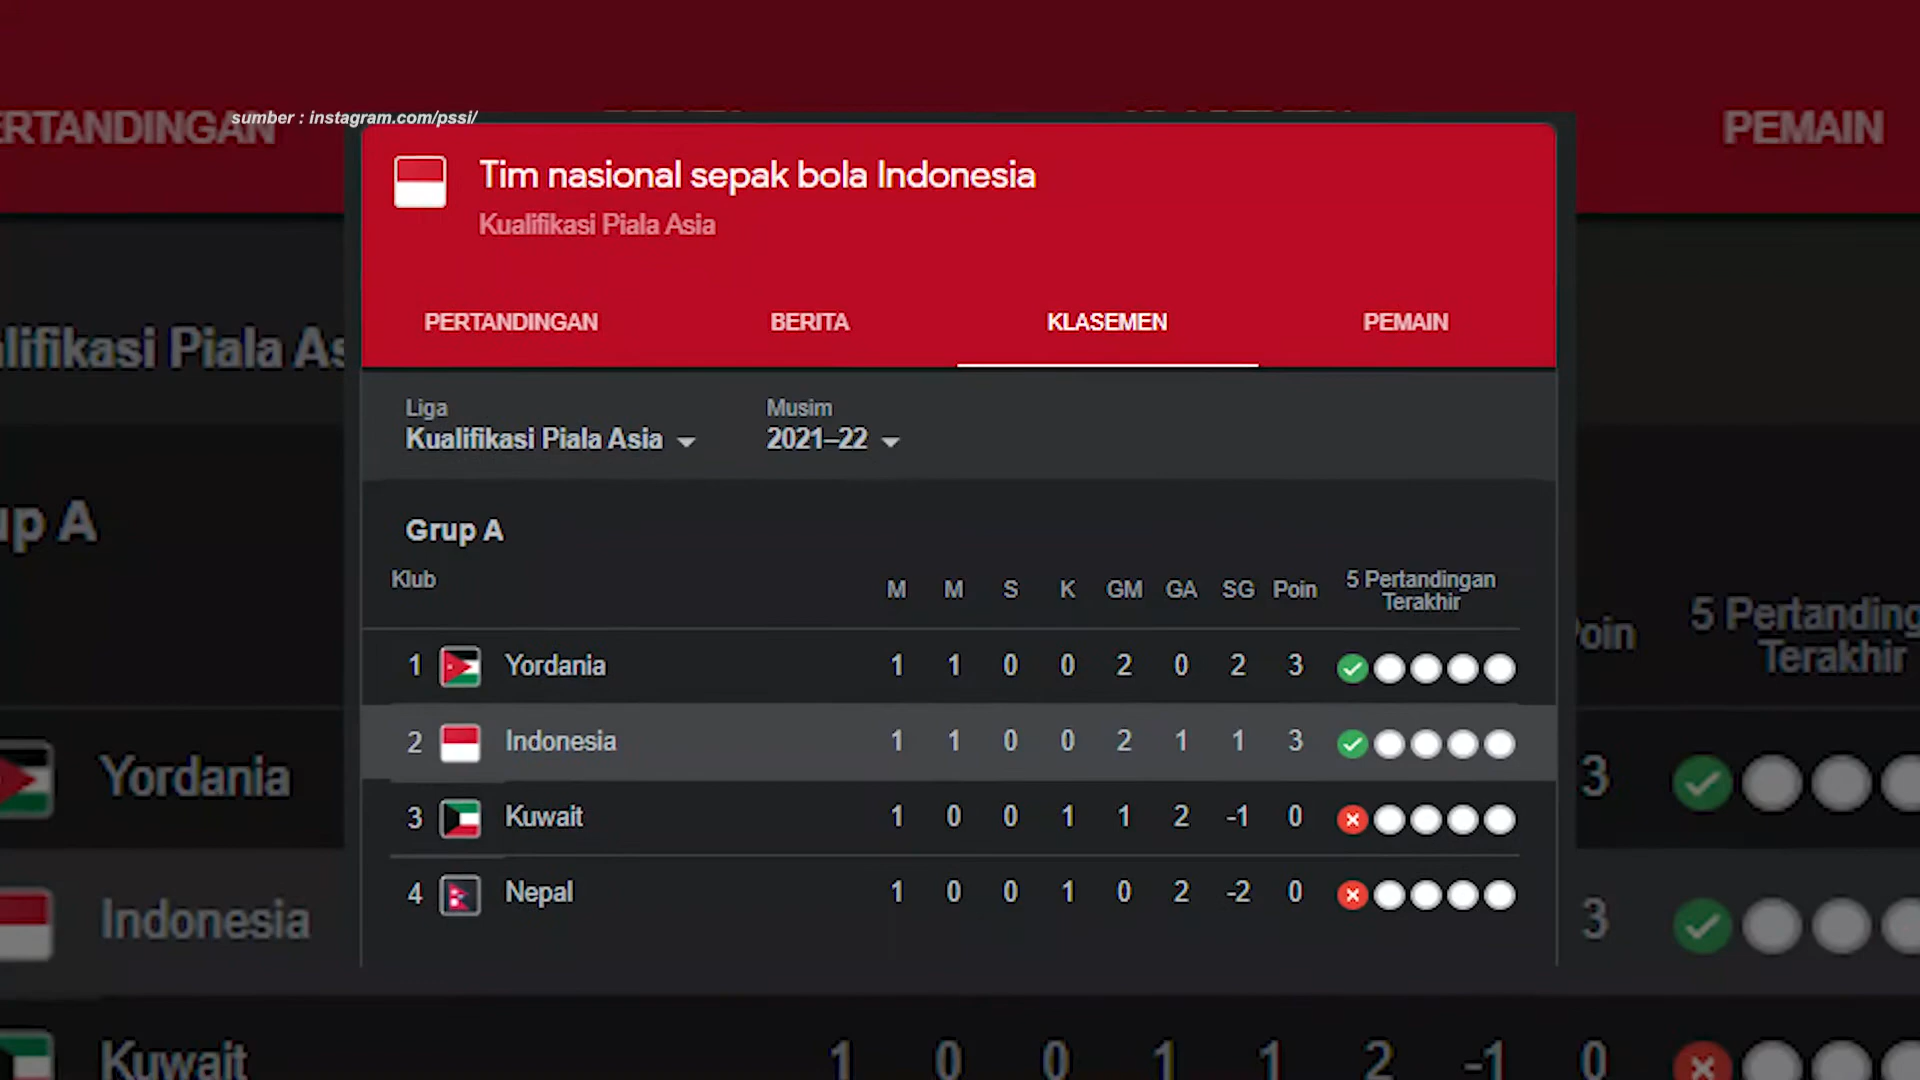 ERTANDINGAN
PEMAIN
sumber : instagram.com/pssi/
Tim nasional sepak bola Indonesia
Kualifikasi Piala Asia
PERTANDINGAN BERITA KLASEMEN PEMAIN
lifikasi Piala As
Liga
Kualifikasi Piala Asia
Musim
2021–22
up A
Grup A
Klub M M S K GM GA SG Poin 5 Pertandingan
Terakhir
1 Yordania 1 1 0 0 2 0 2 3
2 Indonesia 1 1 0 0 2 1 1 3
3 Kuwait 1 0 0 1 1 2 -1 0
4 Nepal 1 0 0 1 0 2 -2 0
Poin 5 Pertanding
Terakhir
Yordania 3
Indonesia 3
Kuwait 1 0 0 1 1 2 -1 0